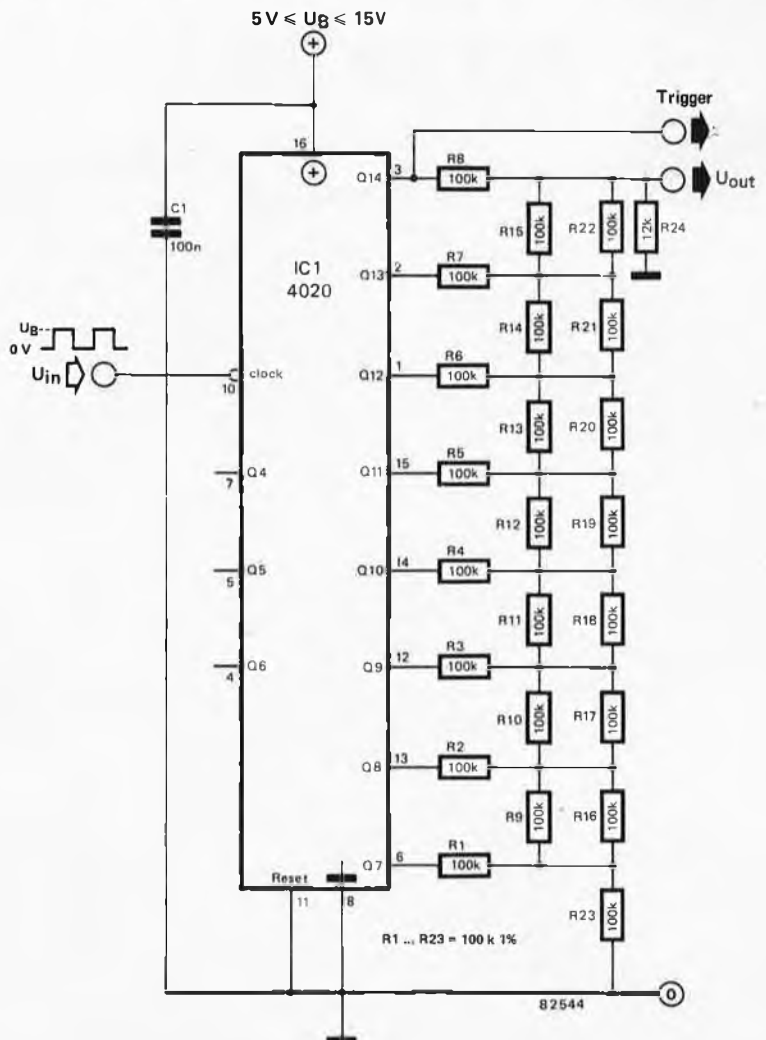 5 V ≤ UB ≤ 15V
+
Trigger
16
+
Q14 3 R8 100k
Uout
C1
100n
R15 100k R22 100k 12k R24
IC1
4020
Q13 2 R7 100k
R14 100k R21 100k
UB
0 V
Uin
10 clock
Q12 1 R6 100k
R13 100k R20 100k
7 Q4
Q11 15 R5 100k
R12 100k R19 100k
5 Q5
Q10 14 R4 100k
R11 100k R18 100k
4 Q6
Q9 12 R3 100k
R10 100k R17 100k
Q8 13 R2 100k
R9 100k R16 100k
Q7 6 R1 100k
Reset
11 8
R23 100k
R1 ... R23 = 100 k 1%
82544
0